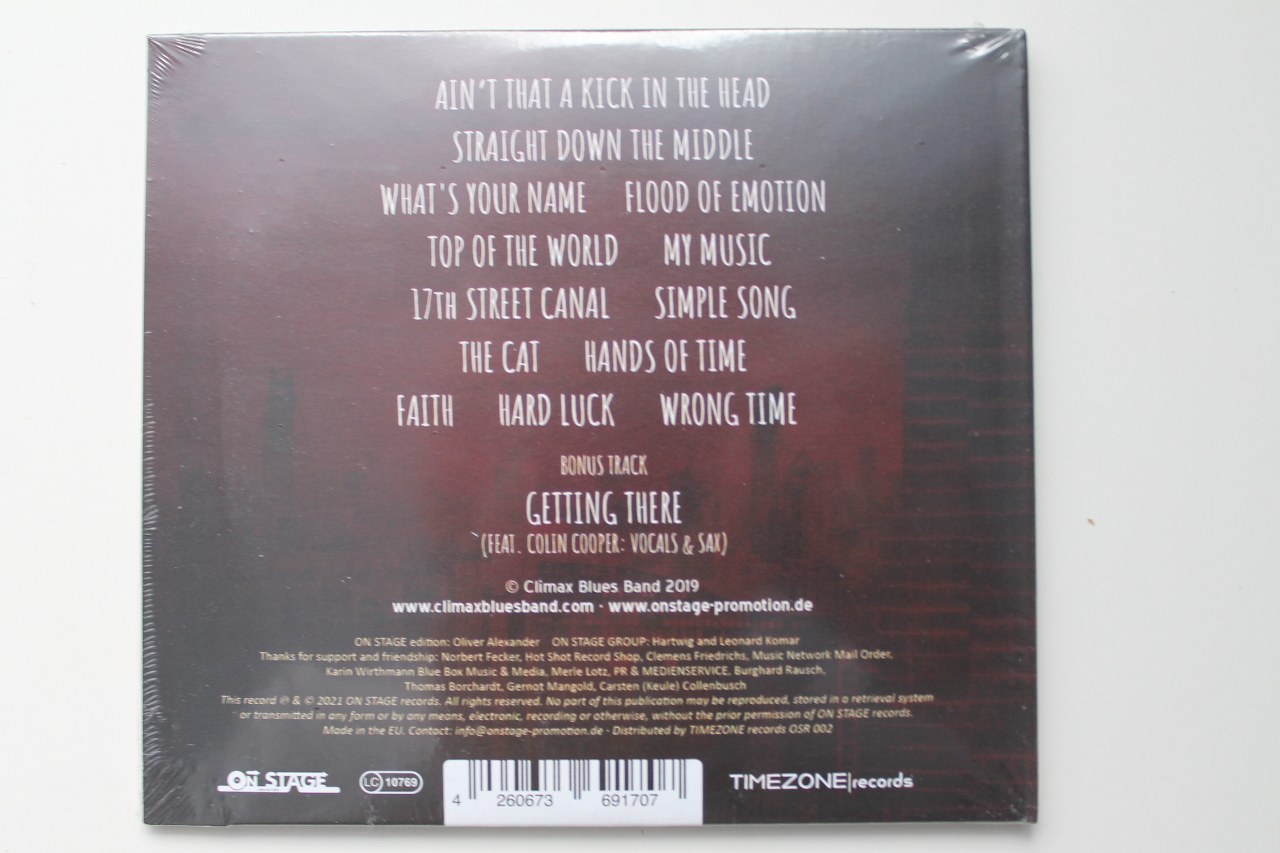 AIN'T THAT A KICK IN THE HEAD
STRAIGHT DOWN THE MIDDLE
WHAT'S YOUR NAME FLOOD OF EMOTION
TOP OF THE WORLD MY MUSIC
17TH STREET CANAL SIMPLE SONG
THE CAT HANDS OF TIME
FAITH HARD LUCK WRONG TIME
BONUS TRACK
GETTING THERE
`(FEAT. COLIN COOPER: VOCALS & SAX)
© Climax Blues Band 2019
www.climaxbluesband.com · www.onstage-promotion.de
ON STAGE edition: Oliver Alexander ON STAGE GROUP: Hartwig and Leonard Komar
Thanks for support and friendship: Norbert Fecker, Hot Shot Record Shop, Clemens Friedrichs, Music Network Mail Order,
Karin Wirthmann Blue Box Music & Media, Merle Lotz, PR & MEDIENSERVICE, Burghard Rausch,
Thomas Borchardt, Gernot Mangold, Carsten (Keule) Collenbusch
This record ℗ & © 2021 ON STAGE records. All rights reserved. No part of this publication may be reproduced, stored in a retrieval system
or transmitted in any form or by any means, electronic, recording or otherwise, without the prior permission of ON STAGE records.
Made in the EU. Contact: info@onstage-promotion.de · Distributed by TIMEZONE records OSR 002
ON STAGE LC 10769 4 260673 691707 TIMEZONE|records